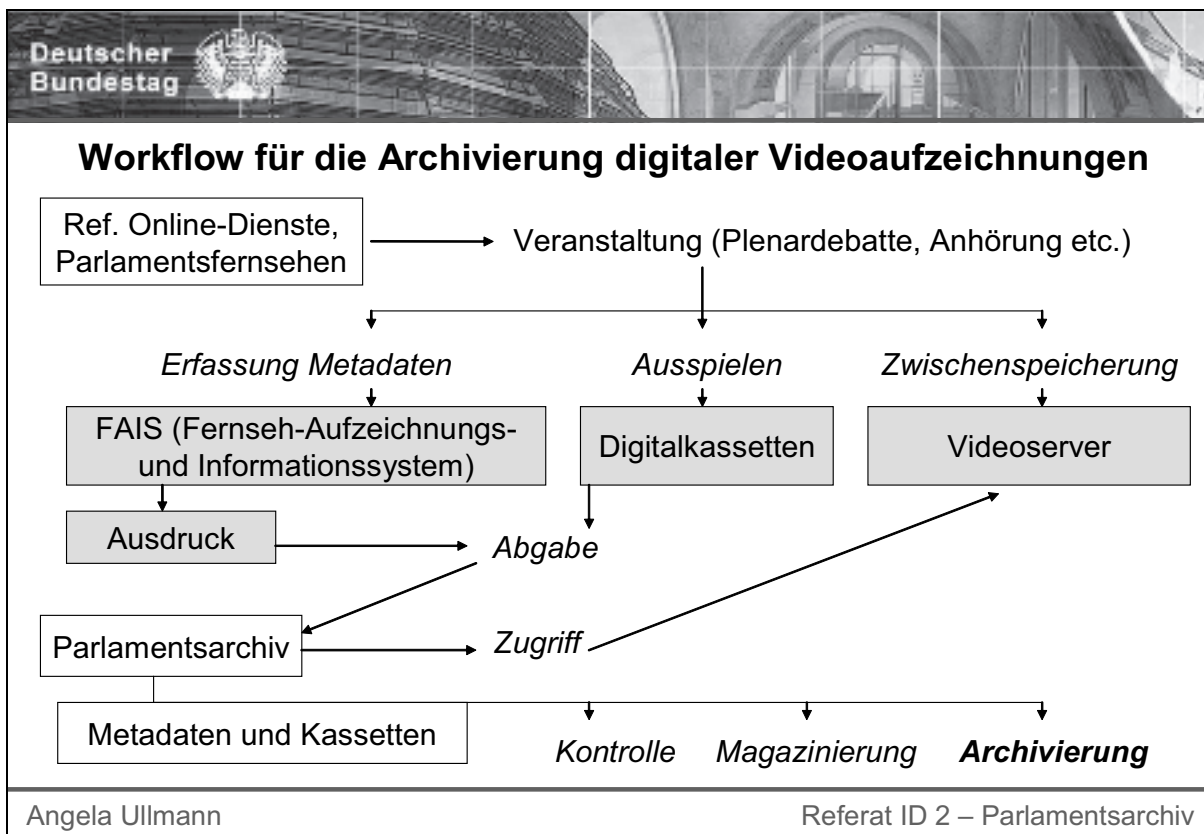 Deutscher
Bundestag
Workflow für die Archivierung digitaler Videoaufzeichnungen
Ref. Online-Dienste,
Parlamentsfernsehen
Veranstaltung (Plenardebatte, Anhörung etc.)
Erfassung Metadaten
Ausspielen
Zwischenspeicherung
FAIS (Fernseh-Aufzeichnungs-
und Informationssystem)
Digitalkassetten
Videoserver
Ausdruck
Abgabe
Parlamentsarchiv
Zugriff
Metadaten und Kassetten
Kontrolle
Magazinierung
Archivierung
Angela Ullmann
Referat ID 2 – Parlamentsarchiv